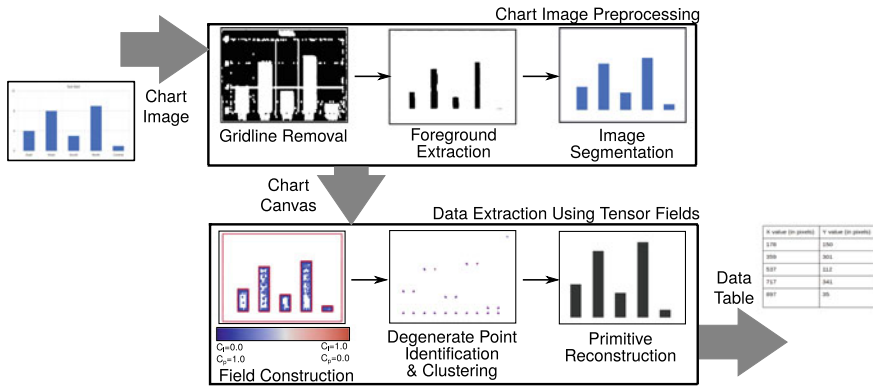 Chart Image Preprocessing
Chart
Image
Gridline Removal
Foreground
Extraction
Image
Segmentation
Chart
Canvas
Data Extraction Using Tensor Fields
Cl=0.0
Cp=1.0
Cl=1.0
Cp=0.0
Field Construction
Degenerate Point
Identification
& Clustering
Primitive
Reconstruction
Data
Table
X value (in pixels) Y value (in pixels)
178 150
359 301
537 112
717 341
897 35